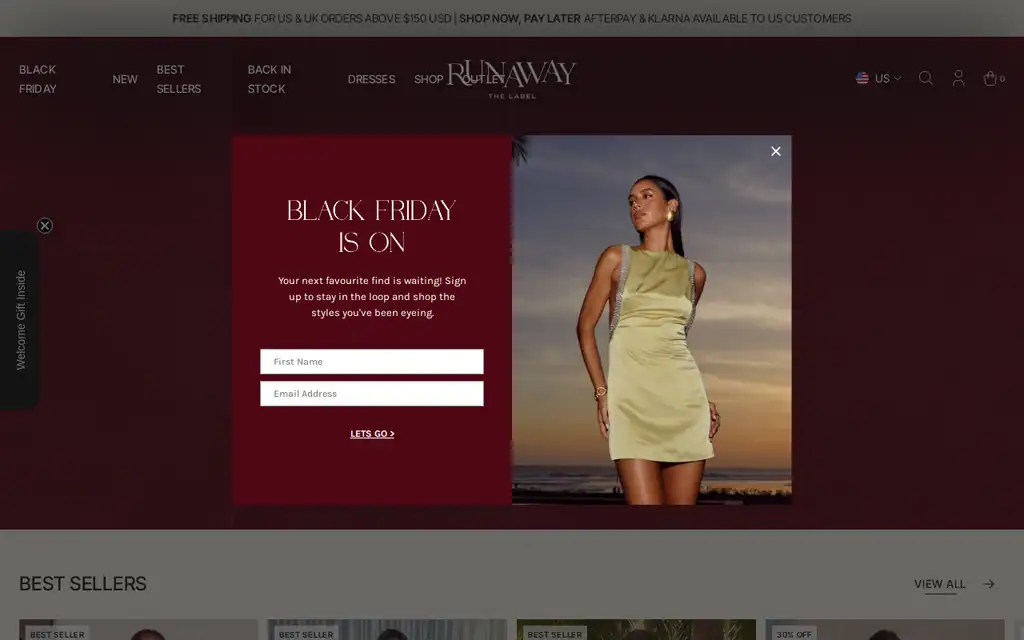 FREE SHIPPING FOR US & UK ORDERS ABOVE $150 USD | SHOP NOW, PAY LATER AFTERPAY & KLARNA AVAILABLE TO US CUSTOMERS
BLACK FRIDAY
NEW
BEST SELLERS
BACK IN STOCK
DRESSES
SHOP
OUTLET
RUNAWAY
THE LABEL
US
0
BLACK FRIDAY
IS ON
Your next favourite find is waiting! Sign
up to stay in the loop and shop the
styles you've been eyeing.
First Name
Email Address
LETS GO >
Welcome Gift Inside
BEST SELLERS
VIEW ALL
BEST SELLER
BEST SELLER
BEST SELLER
30% OFF